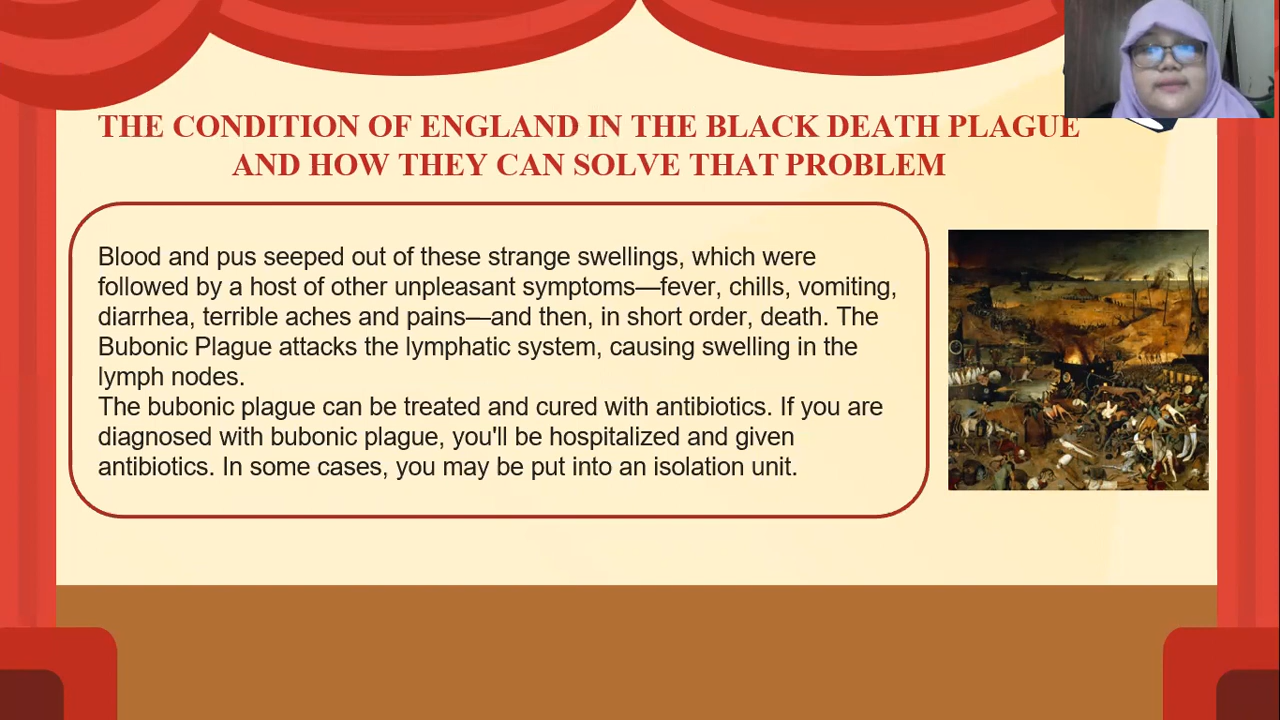 THE CONDITION OF ENGLAND IN THE BLACK DEATH PLAGUE
AND HOW THEY CAN SOLVE THAT PROBLEM
Blood and pus seeped out of these strange swellings, which were
followed by a host of other unpleasant symptoms—fever, chills, vomiting,
diarrhea, terrible aches and pains—and then, in short order, death. The
Bubonic Plague attacks the lymphatic system, causing swelling in the
lymph nodes.
The bubonic plague can be treated and cured with antibiotics. If you are
diagnosed with bubonic plague, you'll be hospitalized and given
antibiotics. In some cases, you may be put into an isolation unit.